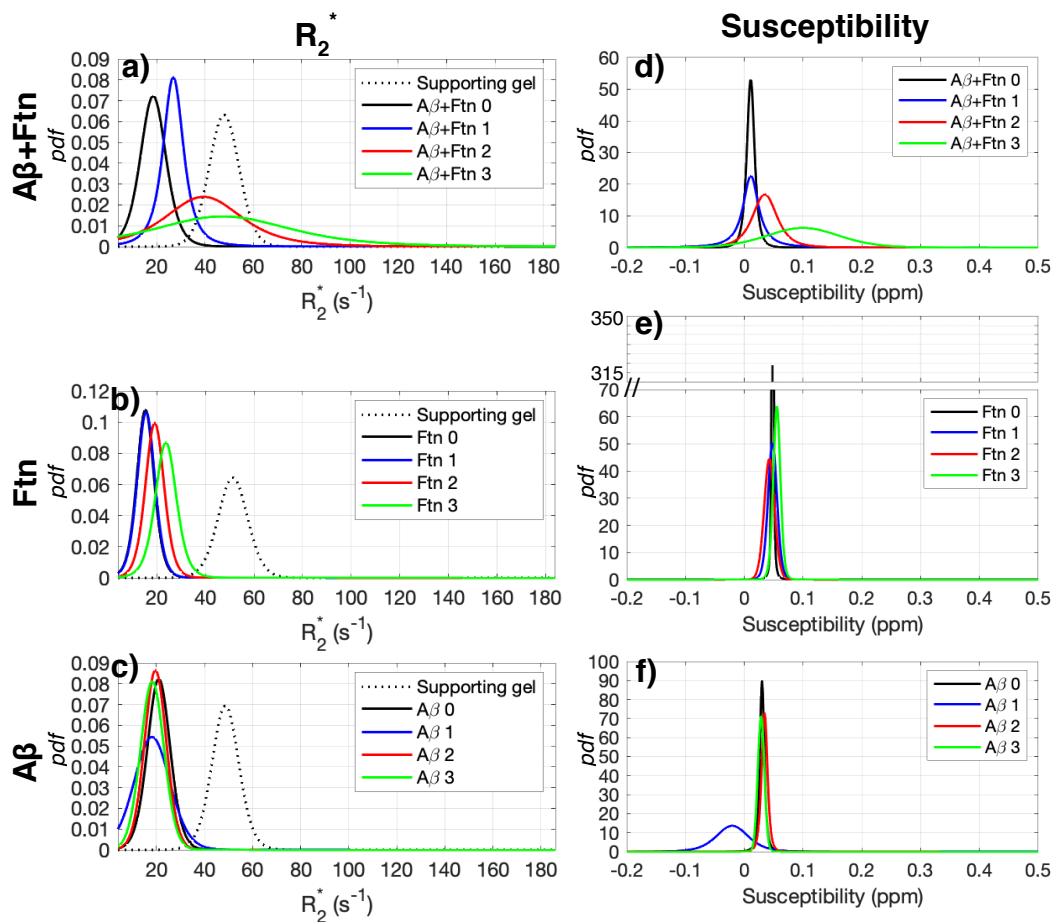 R2* Susceptibility
Aβ+Ftn
a)
pdf
0.09
0.08
0.07
0.06
0.05
0.04
0.03
0.02
0.01
0
Supporting gel
Aβ+Ftn 0
Aβ+Ftn 1
Aβ+Ftn 2
Aβ+Ftn 3
20 40 60 80 100 120 140 160 180
R2* (s-1)
d)
pdf
60
50
40
30
20
10
0
Aβ+Ftn 0
Aβ+Ftn 1
Aβ+Ftn 2
Aβ+Ftn 3
-0.2 -0.1 0 0.1 0.2 0.3 0.4 0.5
Susceptibility (ppm)
Ftn
b)
pdf
0.12
0.1
0.08
0.06
0.04
0.02
0
Supporting gel
Ftn 0
Ftn 1
Ftn 2
Ftn 3
20 40 60 80 100 120 140 160 180
R2* (s-1)
e)
350
315
//
pdf
70
60
50
40
30
20
10
0
Ftn 0
Ftn 1
Ftn 2
Ftn 3
-0.2 -0.1 0 0.1 0.2 0.3 0.4 0.5
Susceptibility (ppm)
Aβ
c)
pdf
0.09
0.08
0.07
0.06
0.05
0.04
0.03
0.02
0.01
0
Supporting gel
Aβ 0
Aβ 1
Aβ 2
Aβ 3
20 40 60 80 100 120 140 160 180
R2* (s-1)
f)
pdf
100
90
80
70
60
50
40
30
20
10
0
Aβ 0
Aβ 1
Aβ 2
Aβ 3
-0.2 -0.1 0 0.1 0.2 0.3 0.4 0.5
Susceptibility (ppm)